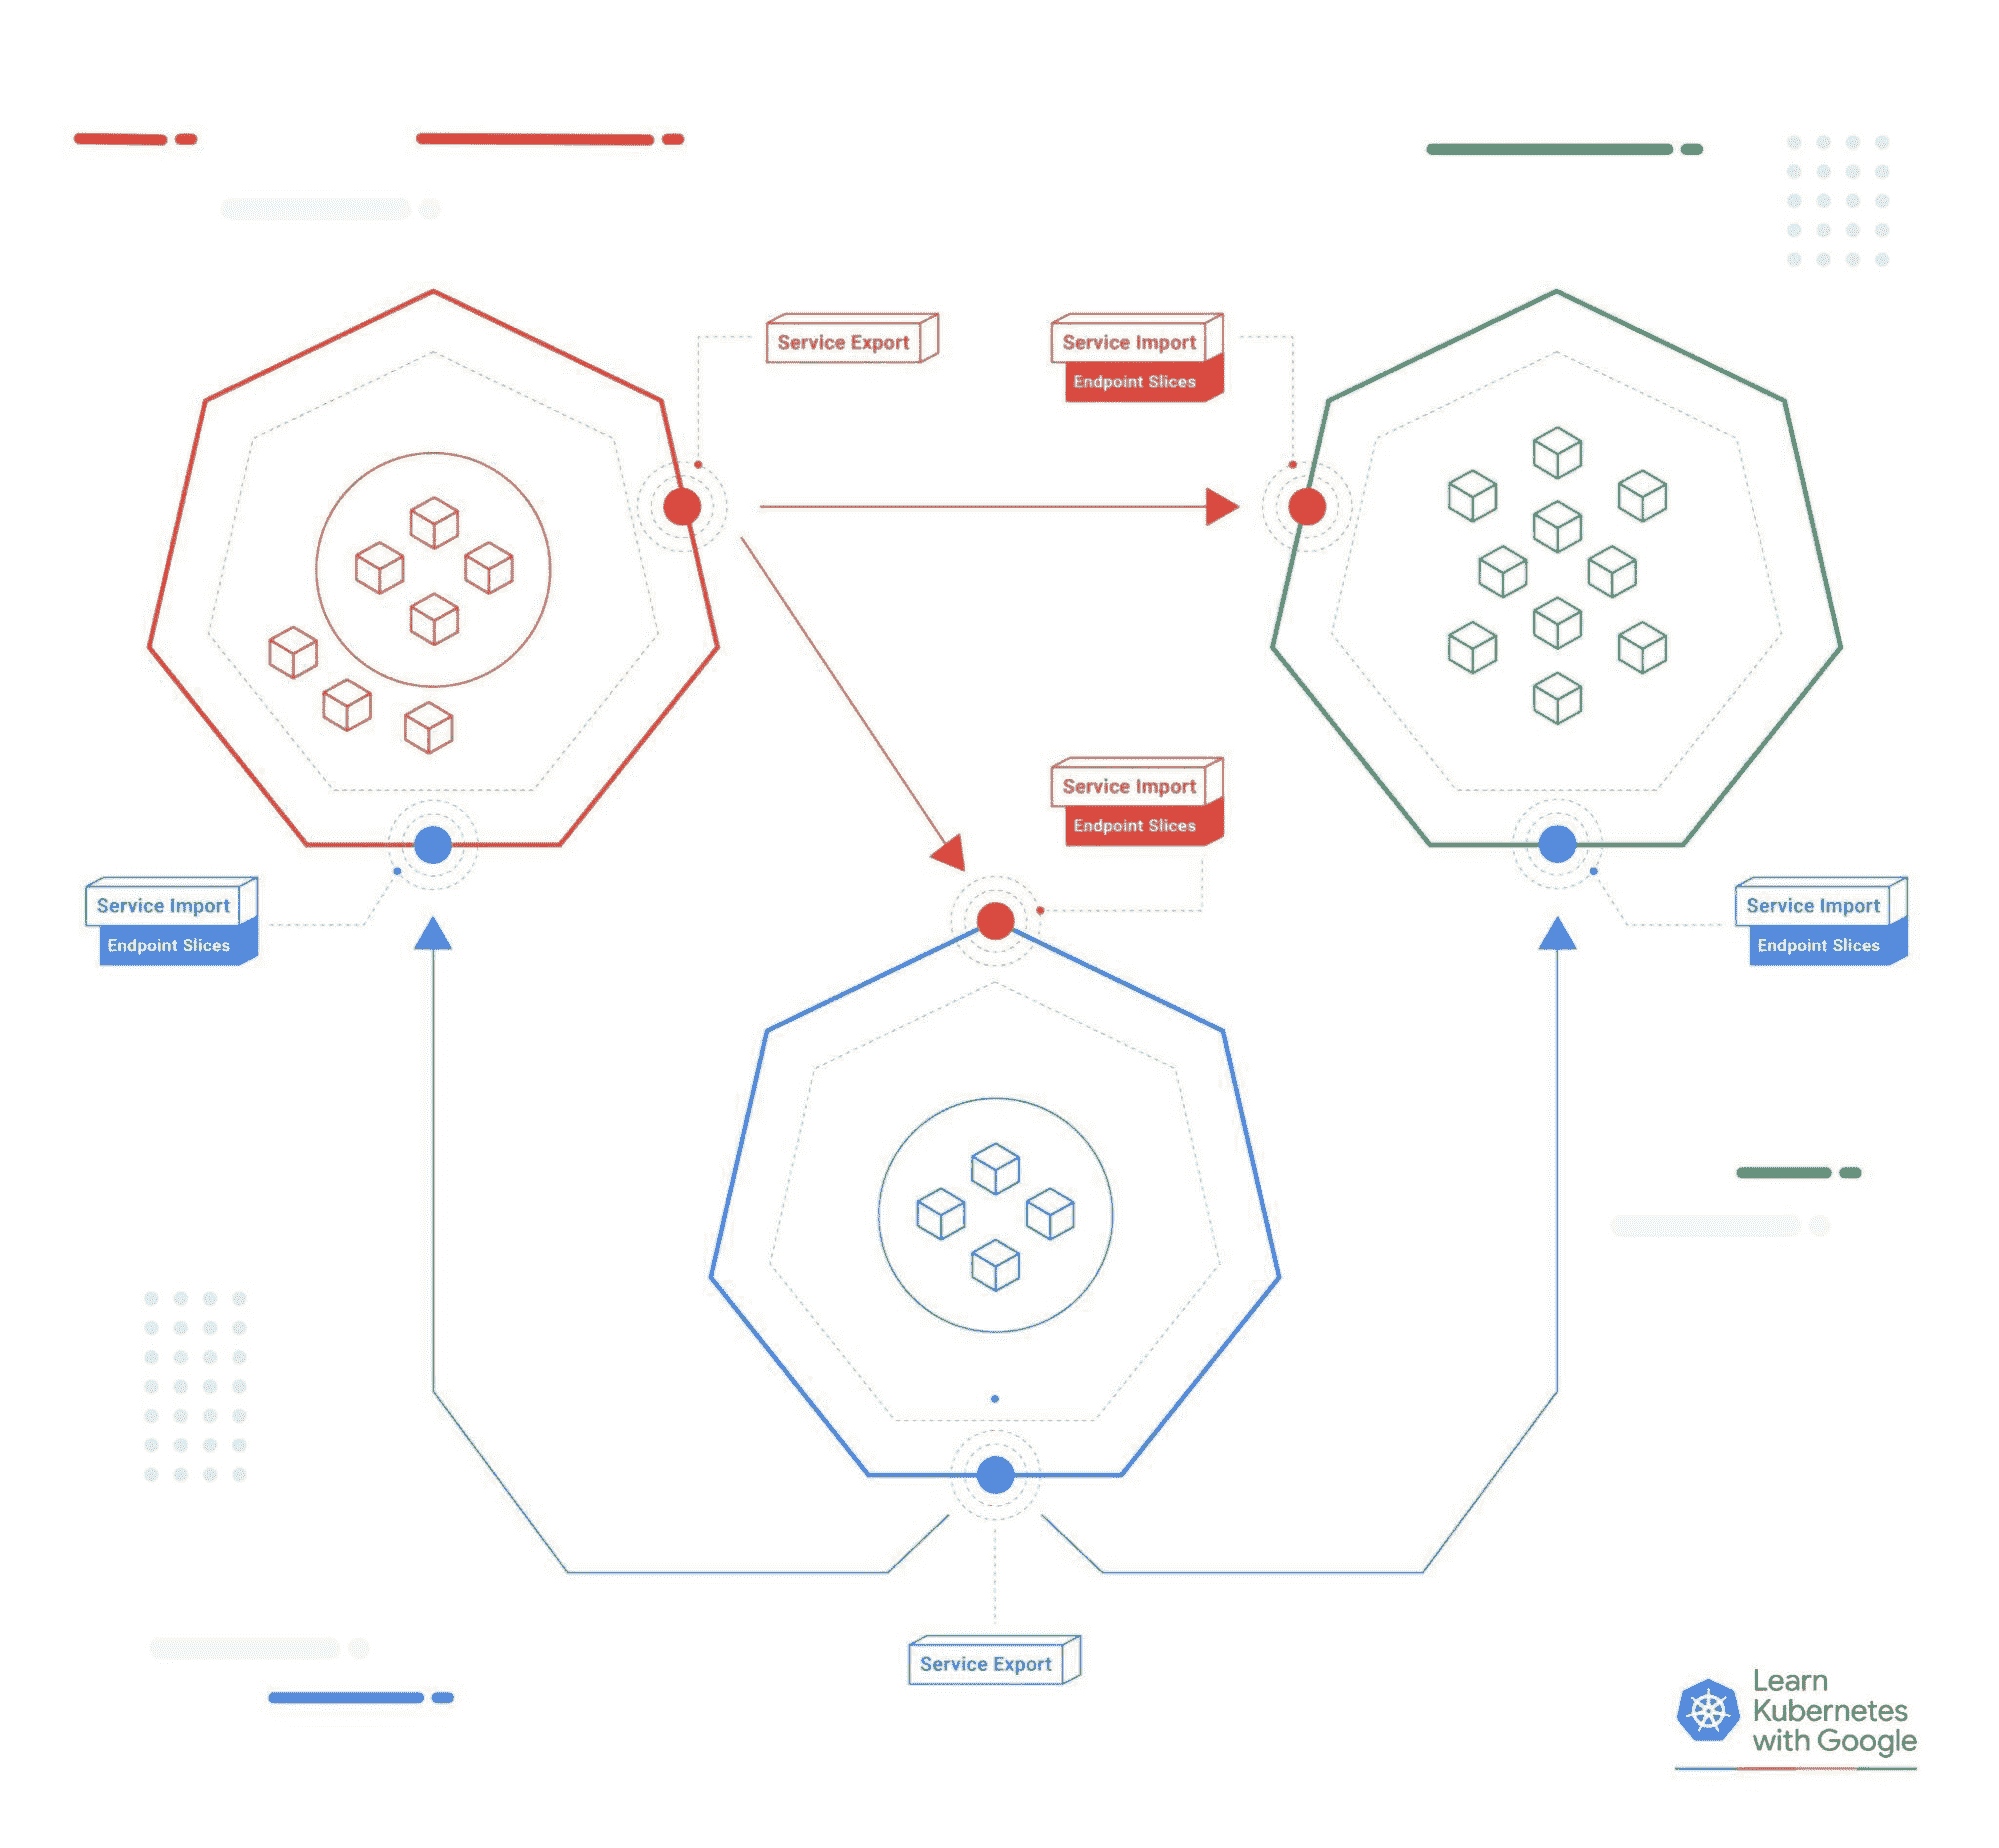 Service Export
Service Import
Endpoint Slices
Service Import
Endpoint Slices
Service Import
Endpoint Slices
Service Import
Endpoint Slices
Service Export
Learn
Kubernetes
with Google